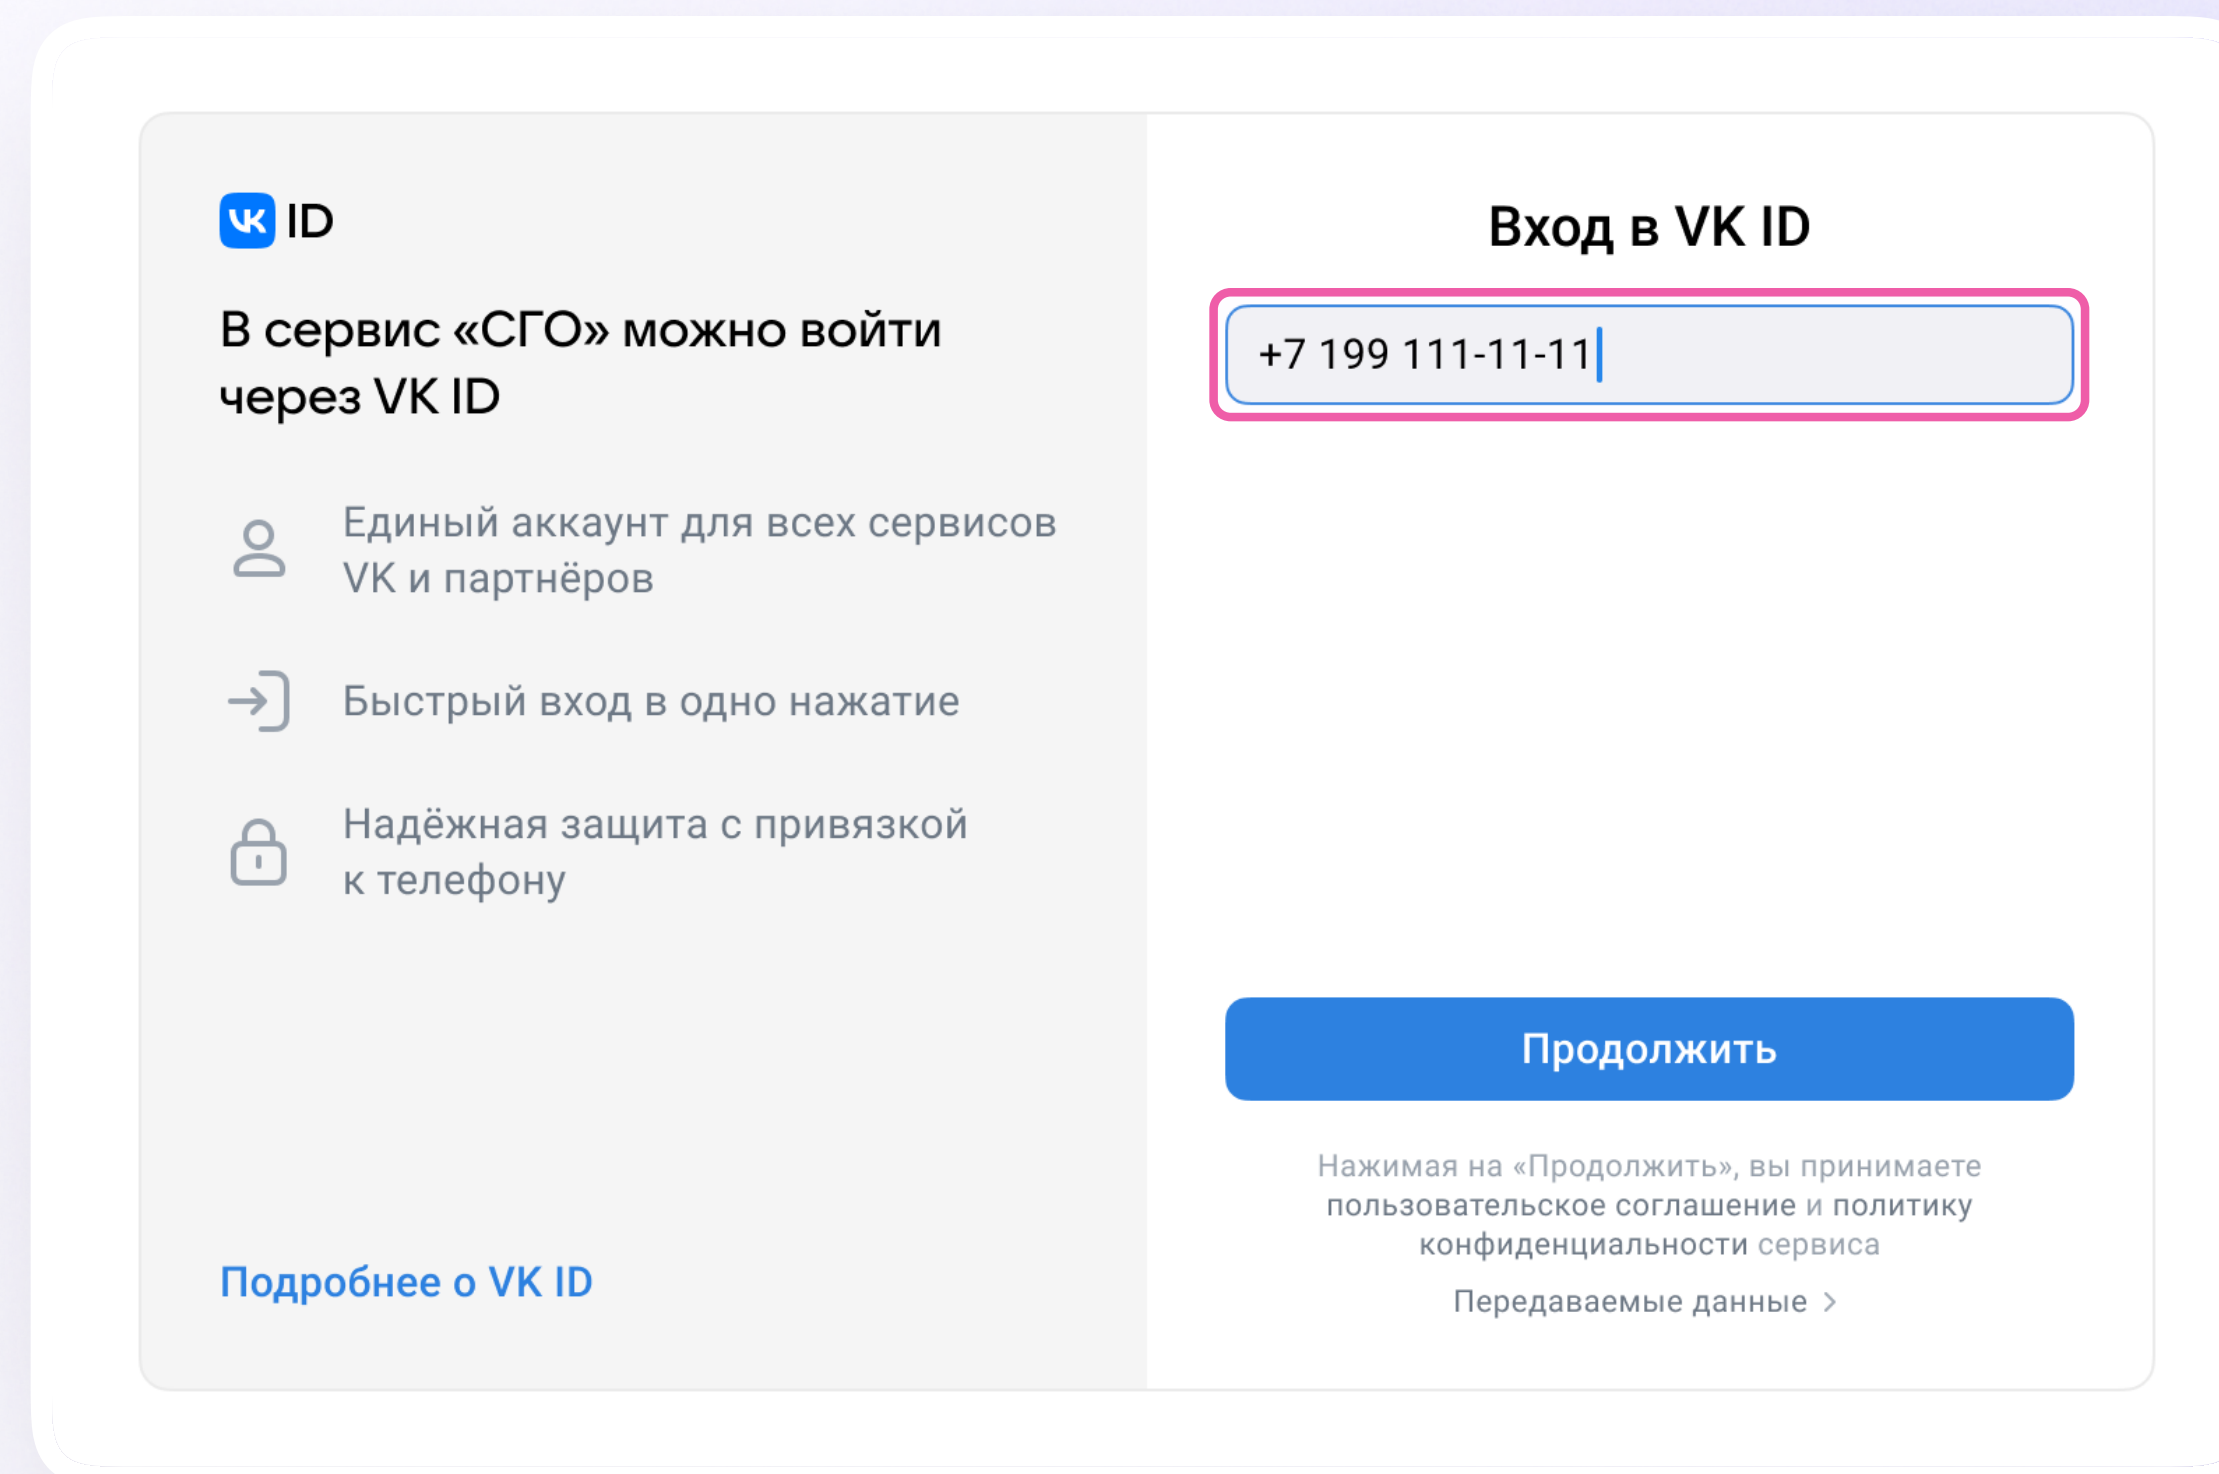 VK ID
В сервис «СГО» можно войти
через VK ID
Единый аккаунт для всех сервисов
VK и партнёров
Быстрый вход в одно нажатие
Надёжная защита с привязкой
к телефону
Подробнее о VK ID
Вход в VK ID
+7 199 111-11-11
Продолжить
Нажимая на «Продолжить», вы принимаете
пользовательское соглашение и политику
конфиденциальности сервиса
Передаваемые данные